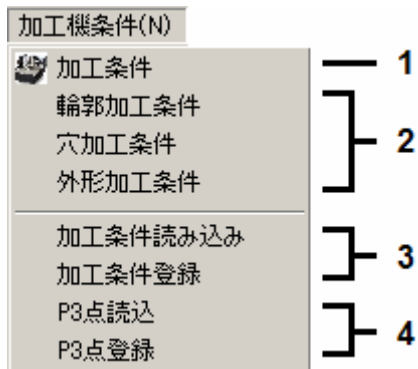 加工機条件(N)
加工条件 1
輪郭加工条件
穴加工条件 2
外形加工条件
加工条件読み込み
加工条件登録 3
P3点読込
P3点登録 4